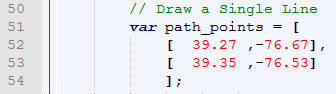 50 // Draw a Single Line
51 var path_points = [
52 [ 39.27 ,-76.67],
53 [ 39.35 ,-76.53]
54 ];